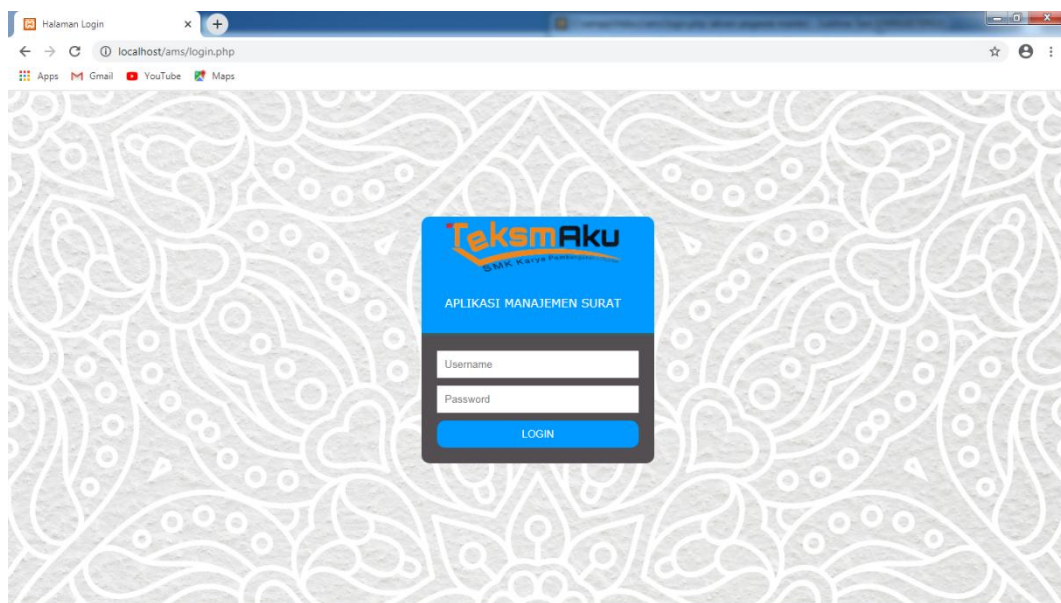 Halaman Login
localhost/ams/login.php
Apps Gmail YouTube Maps
TeksmAku
SMK Karya
APLIKASI MANAJEMEN SURAT
Username
Password
LOGIN